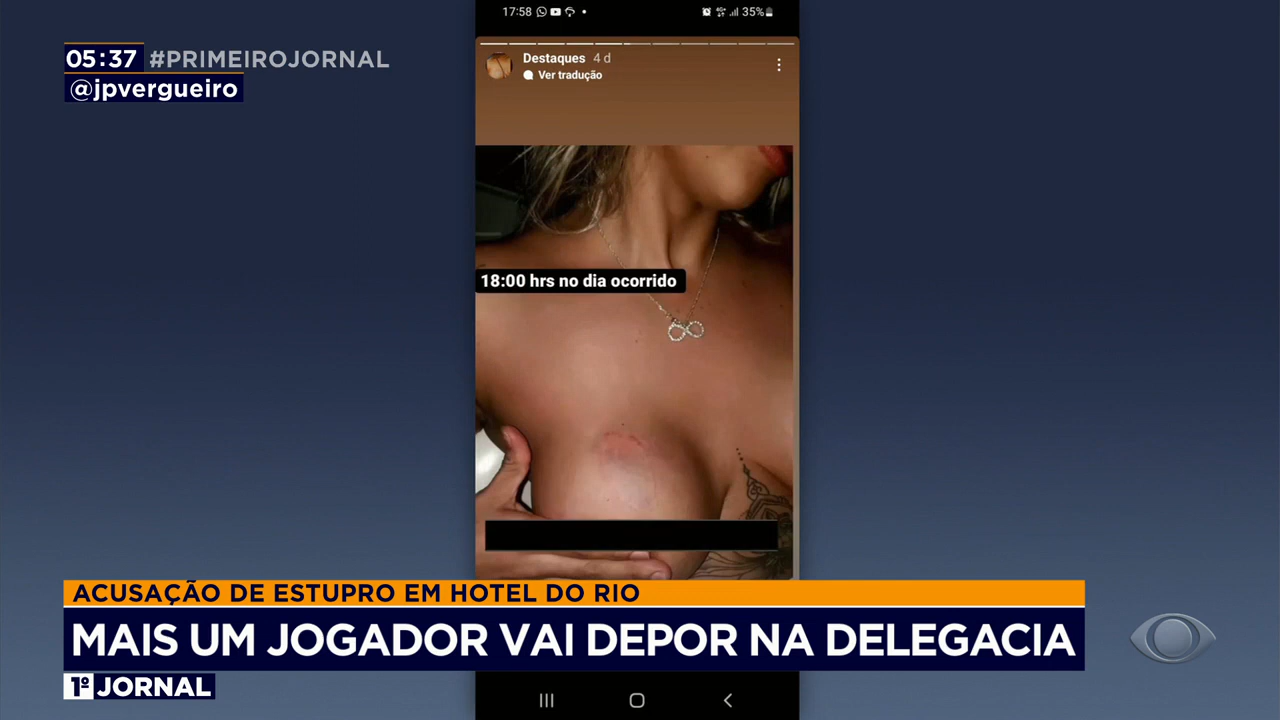 17:58
4G+
35%
05:37 #PRIMEIROJORNAL
@jpvergueiro
Destaques 4 d
Ver tradução
18:00 hrs no dia ocorrido
ACUSAÇÃO DE ESTUPRO EM HOTEL DO RIO
MAIS UM JOGADOR VAI DEPOR NA DELEGACIA
1º JORNAL